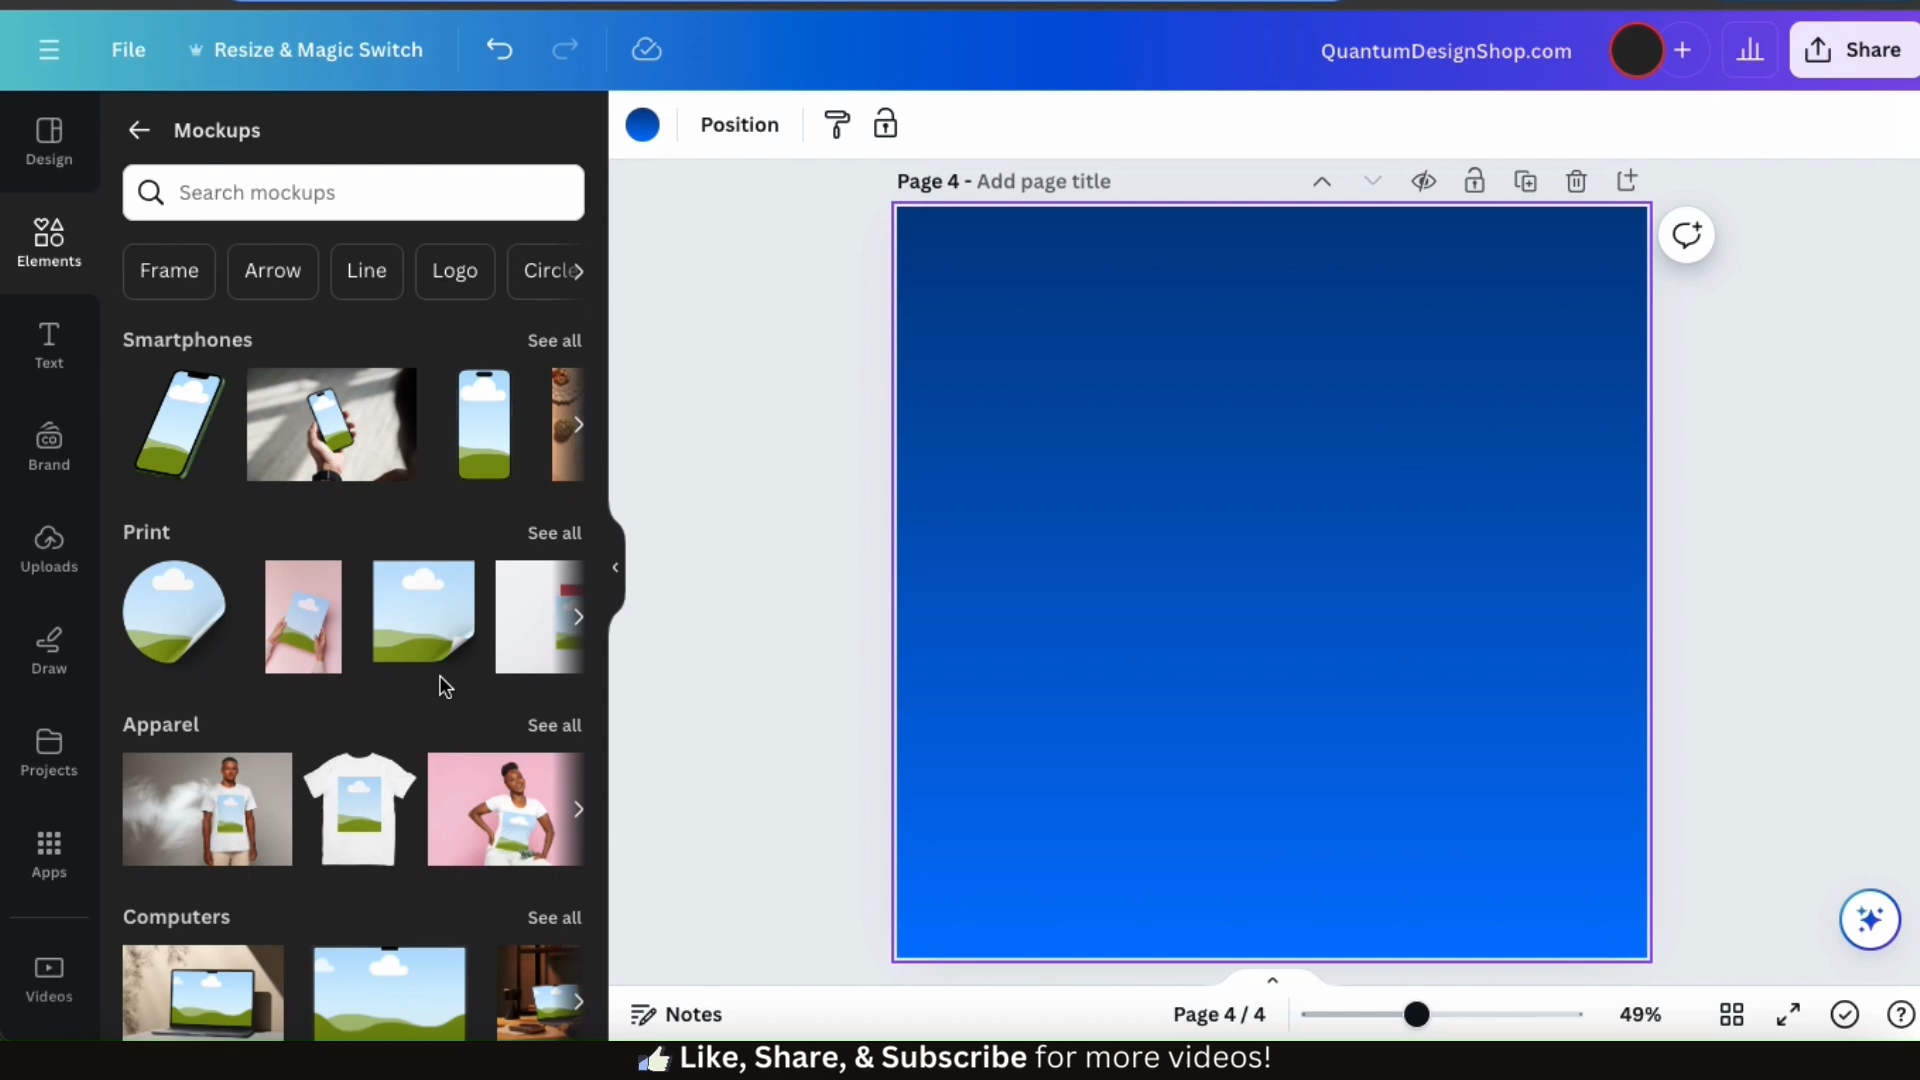 File
Resize & Magic Switch
QuantumDesignShop.com
Share
Design
Elements
Text
Brand
Uploads
Draw
Projects
Apps
Videos
Mockups
Search mockups
Frame
Arrow
Line
Logo
Circle
Smartphones
See all
Print
See all
Apparel
See all
Computers
See all
Position
Page 4 - Add page title
Notes
Page 4 / 4
49%
Like, Share, & Subscribe for more videos!